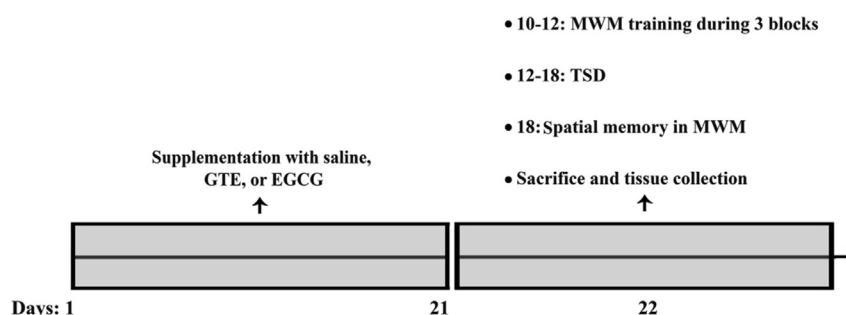 • 10-12: MWM training during 3 blocks
• 12-18: TSD
• 18: Spatial memory in MWM
Supplementation with saline,
GTE, or EGCG
• Sacrifice and tissue collection
Days: 1
21
22